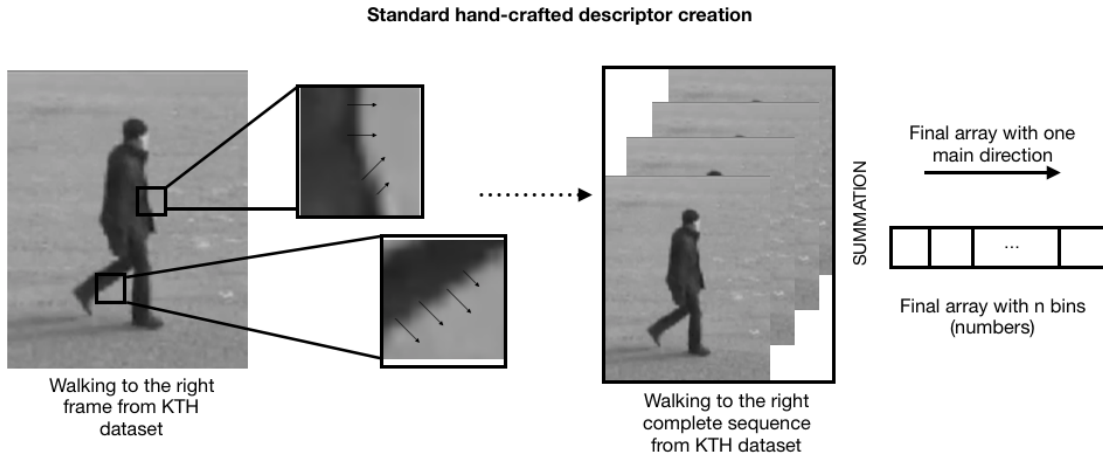 Standard hand-crafted descriptor creation
Walking to the right
frame from KTH
dataset
Walking to the right
complete sequence
from KTH dataset
SUMMATION
Final array with one
main direction
...
Final array with n bins
(numbers)